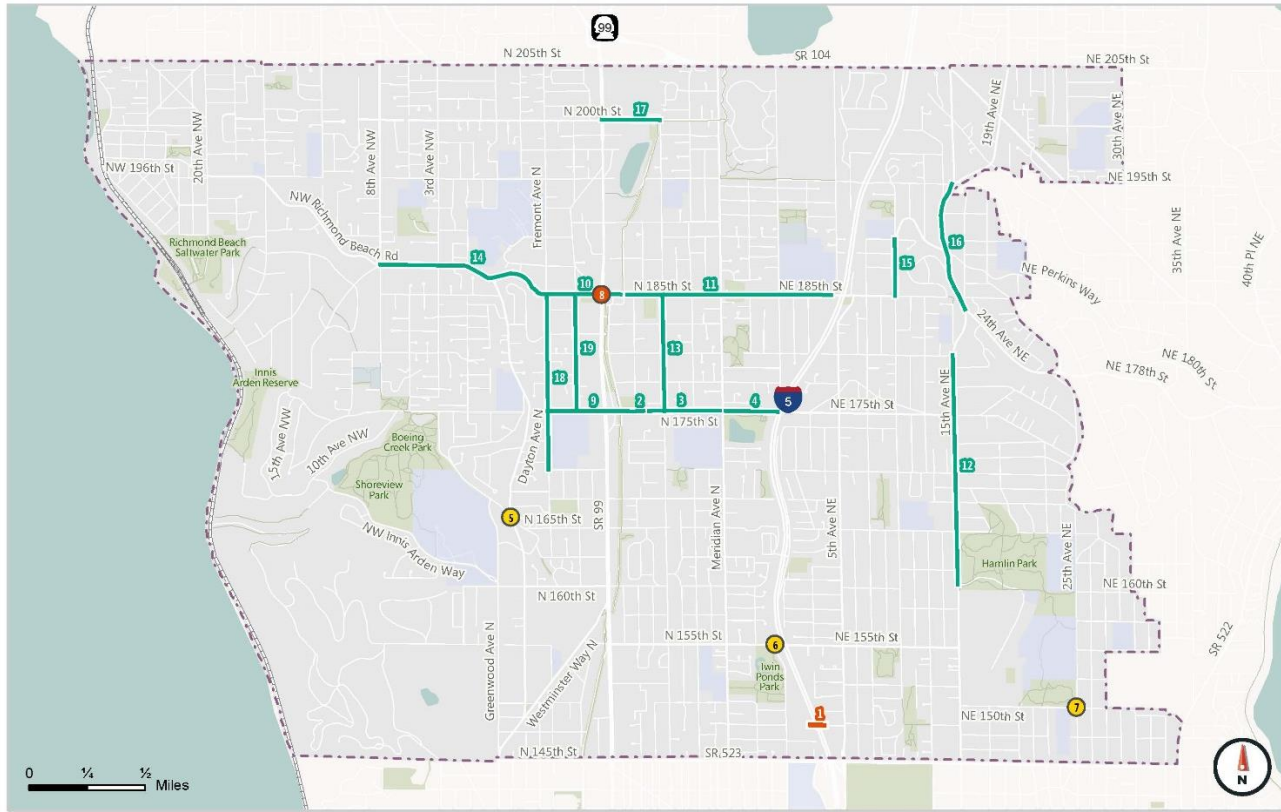 99
N 205th St
SR 104
NE 205th St
N 200th St
17
19th Ave NE
30th Ave NE
20th Ave NW
8th Ave NW
3rd Ave NW
NW 196th St
Fremont Ave N
NE 195th St
NW Richmond Beach Rd
16
35th Ave NE
40th Pl NE
Richmond Beach Saltwater Park
14
15
NE Perkins Way
10
8
N 185th St
11
NE 185th St
24th Ave NE
19
13
18
NE 180th St
NE 178th St
Innis Arden Reserve
15th Ave NE
5
9
2
3
4
N 175th St
NE 175th St
15th Ave NW
10th Ave NW
Boeing Creek Park
Dayton Ave N
12
Shoreview Park
5
N 165th St
SR 99
Meridian Ave N
5th Ave NE
NW Innis Arden Way
Hamlin Park
25th Ave NE
NE 160th St
N 160th St
Greenwood Ave N
Westminster Way N
N 155th St
6
NE 155th St
SR 522
Twin Ponds Park
1
7
NE 150th St
N 145th St
SR 523
0
¼
½
Miles
N